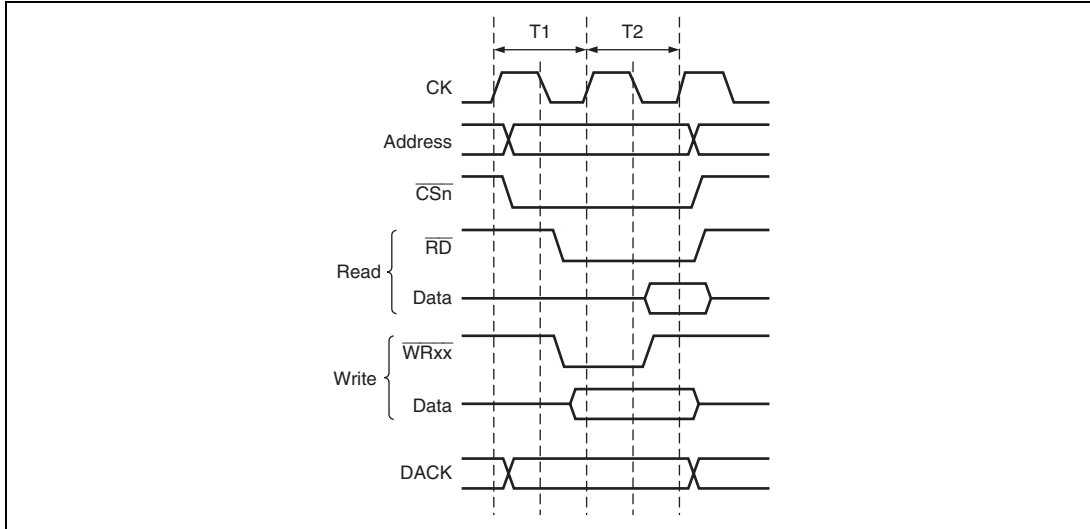 T1 T2
CK
Address
CSn
RD
Read
Data
WRxx
Write
Data
DACK